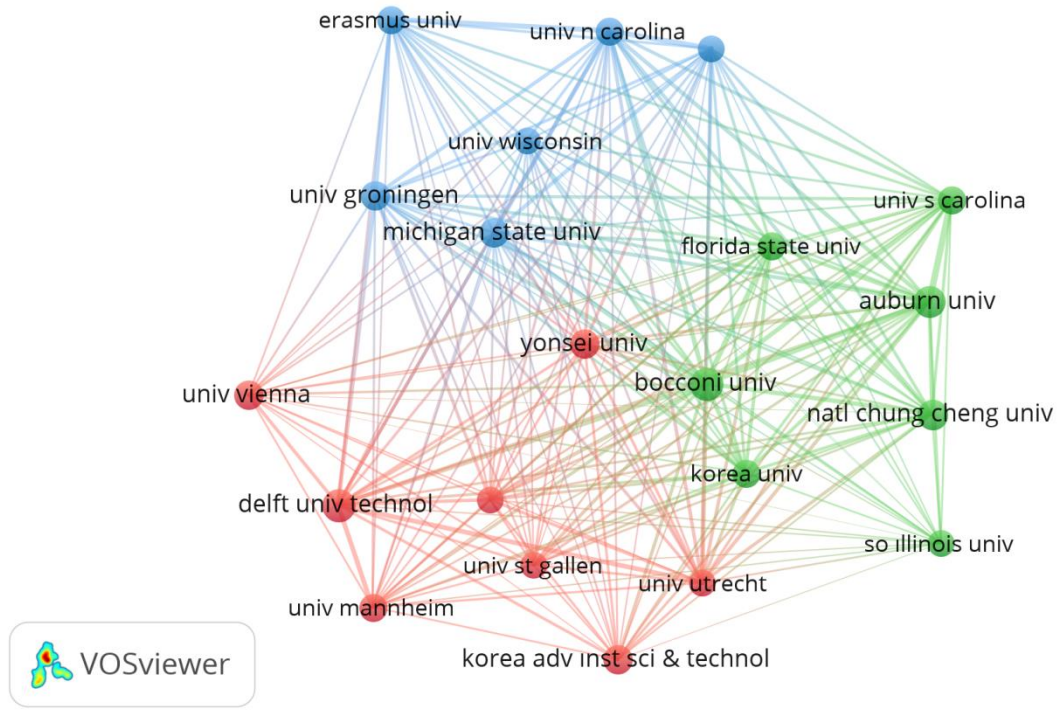 erasmus univ
univ n carolina
univ wisconsin
univ groningen
univ s carolina
michigan state univ
florida state univ
auburn univ
yonsei univ
bocconi univ
univ vienna
natl chung cheng univ
korea univ
delft univ technol
so ıllinois univ
univ st gallen
univ utrecht
univ mannheim
korea adv ınst sci & technol
VOSviewer